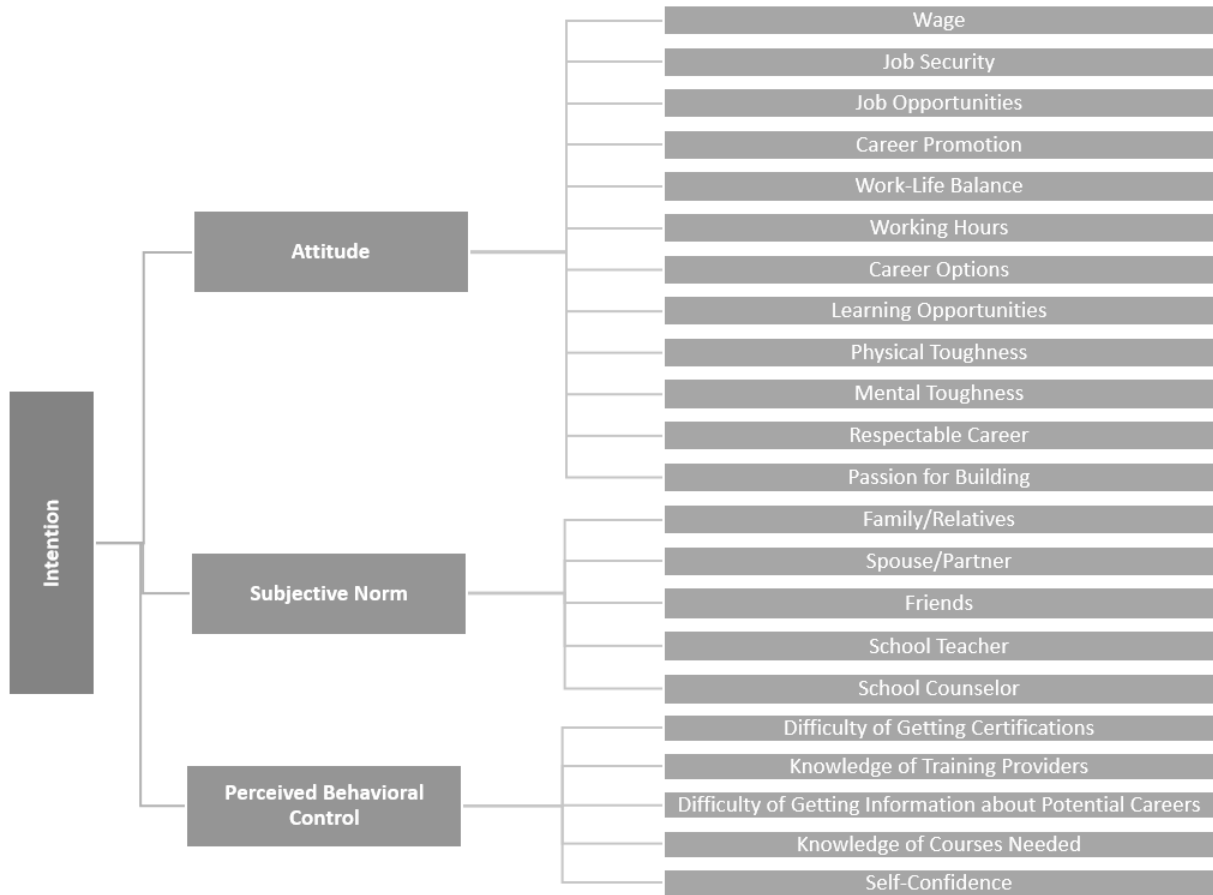 Intention
Attitude
Wage
Job Security
Job Opportunities
Career Promotion
Work-Life Balance
Working Hours
Career Options
Learning Opportunities
Physical Toughness
Mental Toughness
Respectable Career
Passion for Building
Subjective Norm
Family/Relatives
Spouse/Partner
Friends
School Teacher
School Counselor
Perceived Behavioral
Control
Difficulty of Getting Certifications
Knowledge of Training Providers
Difficulty of Getting Information about Potential Careers
Knowledge of Courses Needed
Self-Confidence